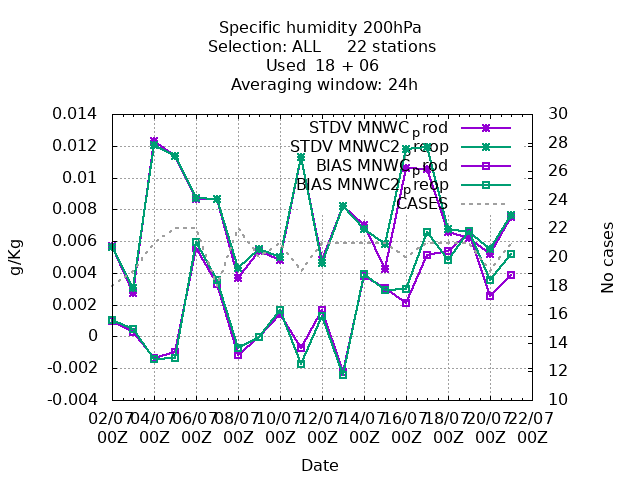 Specific humidity 200hPa
Selection: ALL 22 stations
Used 18 + 06
Averaging window: 24h
0.014
0.012
0.01
0.008
0.006
0.004
0.002
0
-0.002
-0.004
g/Kg
STDV MNWC_prod
STDV MNWC2_preop
BIAS MNWC_prod
BIAS MNWC2_preop
CASES
30
28
26
24
22
20
18
16
14
12
10
No cases
02/07 04/07 06/07 08/07 10/07 12/07 14/07 16/07 18/07 20/07 22/07
00Z 00Z 00Z 00Z 00Z 00Z 00Z 00Z 00Z 00Z 00Z
Date